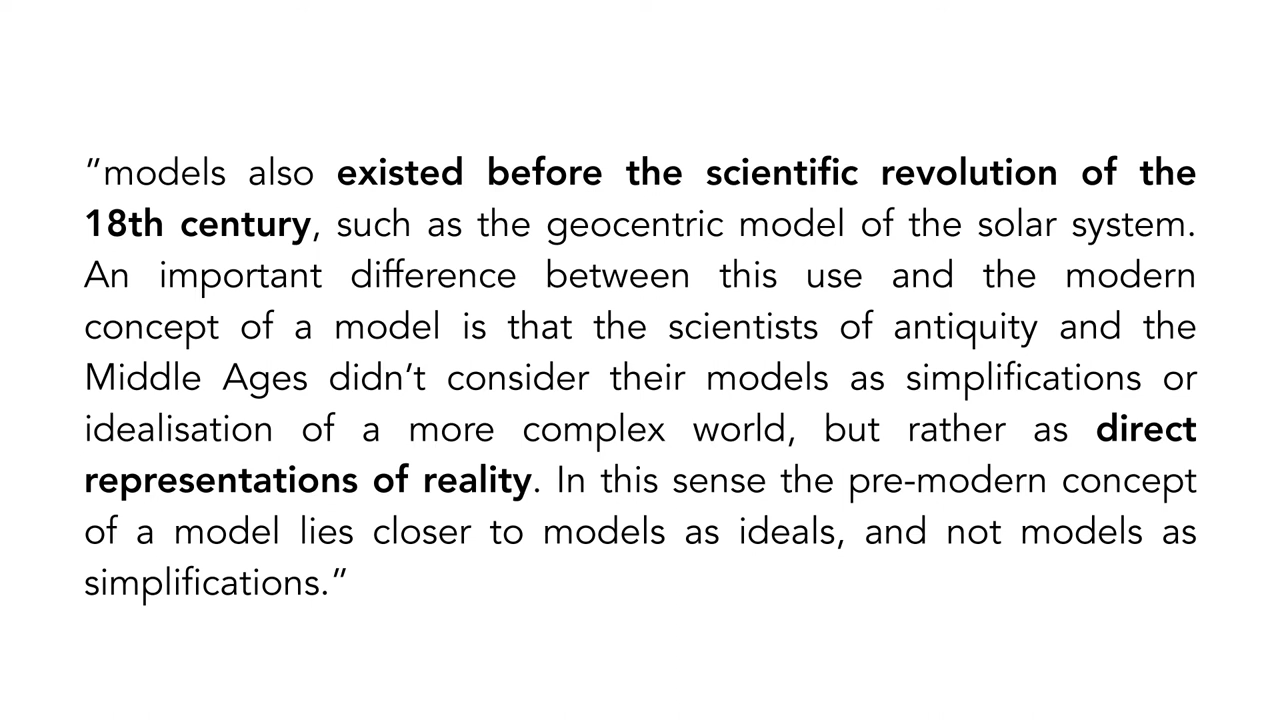 ”models also existed before the scientific revolution of the
18th century, such as the geocentric model of the solar system.
An important difference between this use and the modern
concept of a model is that the scientists of antiquity and the
Middle Ages didn’t consider their models as simplifications or
idealisation of a more complex world, but rather as direct
representations of reality. In this sense the pre-modern concept
of a model lies closer to models as ideals, and not models as
simplifications.”